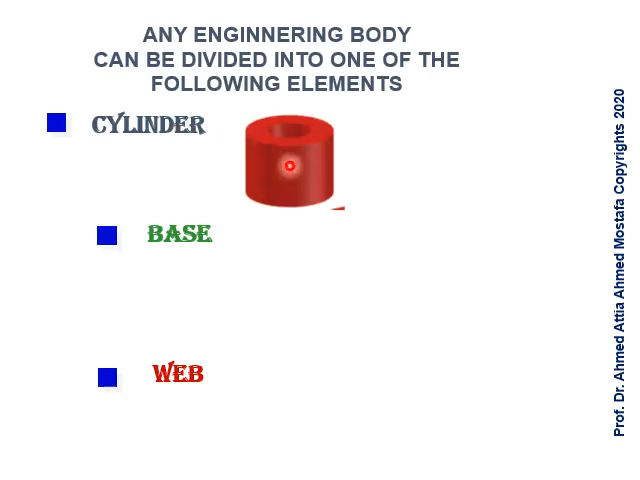 ANY ENGINNERING BODY
CAN BE DIVIDED INTO ONE OF THE
FOLLOWING ELEMENTS
CYLINDER
BASE
WEB
Prof. Dr. Ahmed Attia Ahmed Mostafa Copyrights 2020